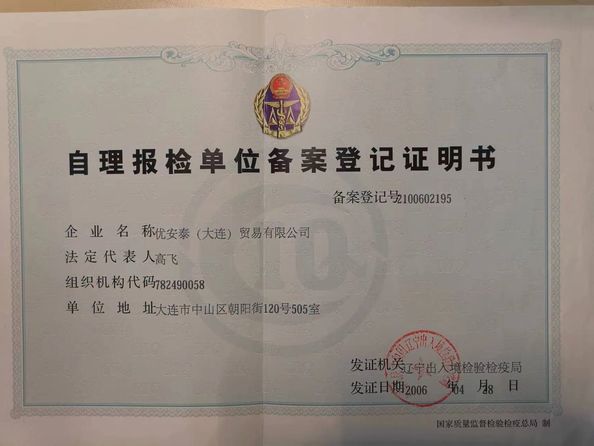 自理报检单位备案登记证明书
备案登记号2100602195
企业名称优安泰（大连）贸易有限公司
法定代表人高飞
组织机构代码782490058
单位地址大连市中山区朝阳街120号505室
发证机关辽宁出入境检验检疫局
发证日期2006 年04月28日
国家质量监督检验检疫总局 制